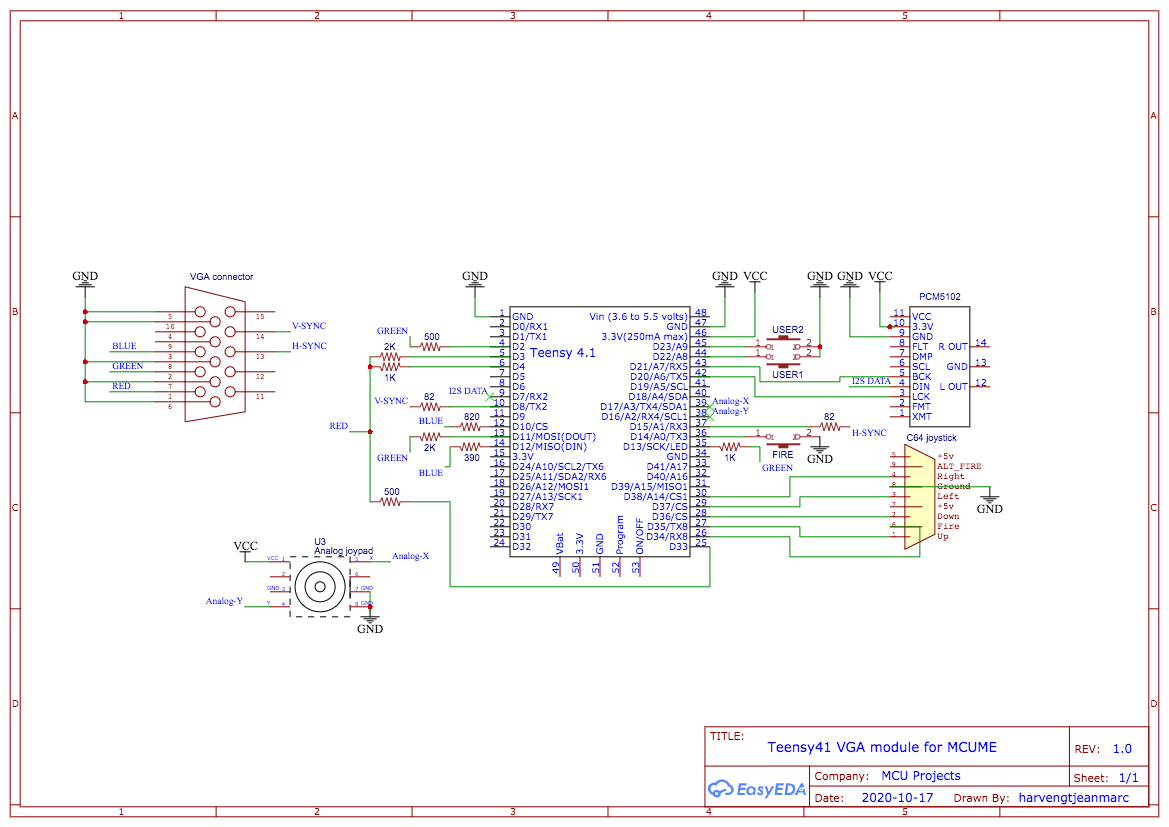 1 2 3 4 5
A A
B B
C C
D D
1 2 3 4 5
GND
VGA connector
5
10
4
9
3
8
2
7
1
6
15
14
13
12
11
BLUE
GREEN
RED
V-SYNC
H-SYNC
GND
GREEN
500
2K
1K
I2S DATA
V-SYNC
82
BLUE
820
RED
2K
GREEN
390
BLUE
500
Teensy 4.1
1 GND
2 D0/RX1
3 D1/TX1
4 D2
5 D3
6 D4
7 D5
8 D6
9 D7/RX2
10 D8/TX2
11 D9
12 D10/CS
13 D11/MOSI(DOUT)
14 D12/MISO(DIN)
15 3.3V
16 D24/A10/SCL2/TX6
17 D25/A11/SDA2/RX6
18 D26/A12/MOSI1
19 D27/A13/SCK1
20 D28/RX7
21 D29/TX7
22 D30
23 D31
24 D32
Vin (3.6 to 5.5 volts) 48
GND 47
3.3V(250mA max) 46
D23/A9 45
D22/A8 44
D21/A7/RX5 43
D20/A6/TX5 42
D19/A5/SCL 41
D18/A4/SDA 40
D17/A3/TX4/SDA1 39
D16/A2/RX4/SCL1 38
D15/A1/RX3 37
D14/A0/TX3 36
D13/SCK/LED 35
GND 34
D41/A17 33
D40/A16 32
D39/A15/MISO1 31
D38/A14/CS1 30
D37/CS 29
D36/CS 28
D35/TX8 27
D34/RX8 26
D33 25
VBat 49
3.3V 50
GND 51
Program 52
ON/OFF 53
GND VCC GND GND VCC
USER2
1 2
1 2
USER1
Analog-X
Analog-Y
82
H-SYNC
1 2
FIRE
GND
1K
GREEN
I2S DATA
PCM5102
11 VCC
10 3.3V
9 GND
8 FLT
7 DMP
6 SCL
5 BCK
4 DIN
3 LCK
2 FMT
1 XMT
R OUT 14
GND 13
L OUT 12
C64 joystick
5 +5v
9 ALT_FIRE
4 Right
8 Ground
3 Left
7 +5v
2 Down
6 Fire
1 Up
GND
VCC
U3
Analog joypad
VCC 1
2
GND 3
Y 4
5 X
6
7 GND
8 GND
Analog-X
Analog-Y
GND
TITLE:
Teensy41 VGA module for MCUME
REV: 1.0
EasyEDA
Company: MCU Projects
Sheet: 1/1
Date: 2020-10-17 Drawn By: harvengtjeanmarc